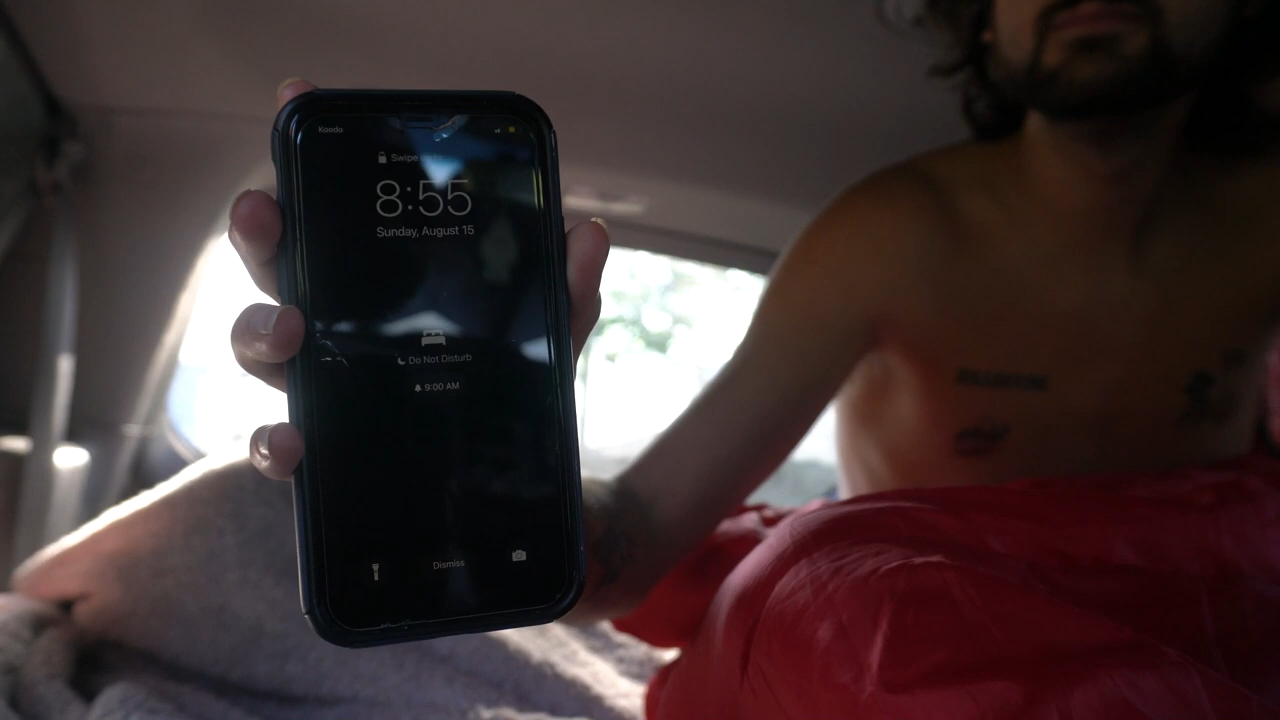 Koodo
Swipe
8:55
Sunday, August 15
Do Not Disturb
9:00 AM
Dismiss